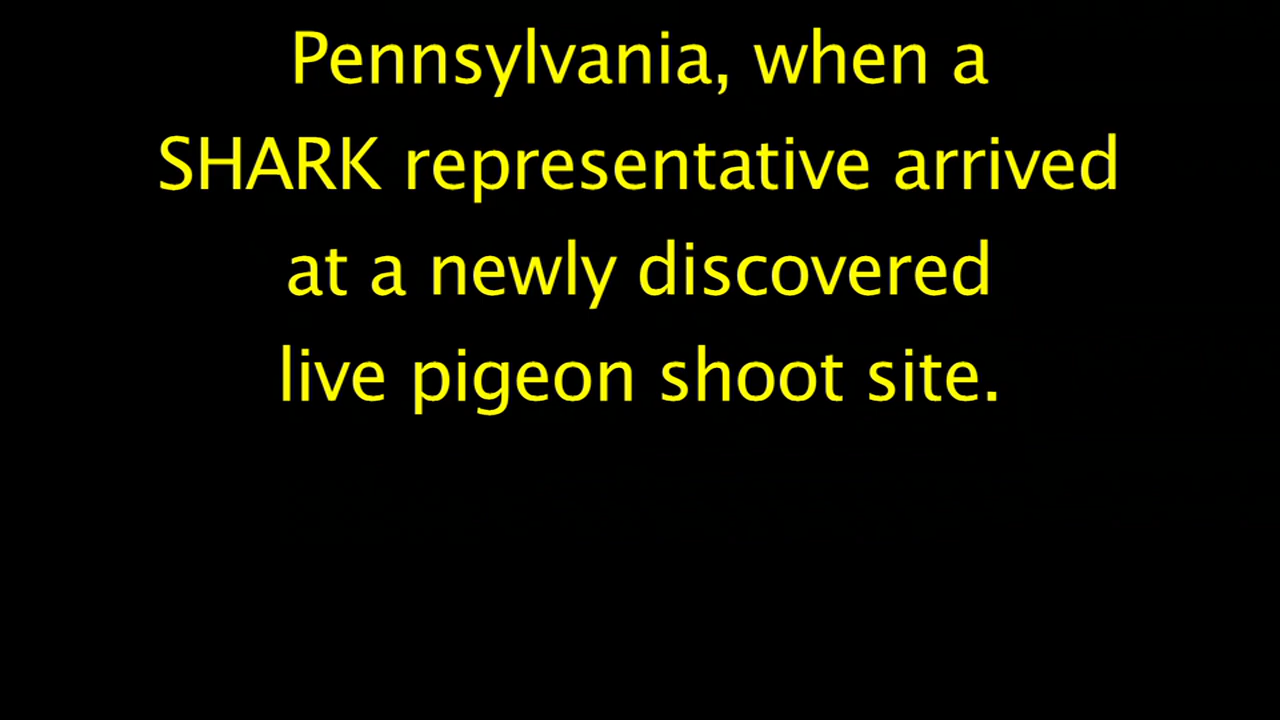 Pennsylvania, when a
SHARK representative arrived
at a newly discovered
live pigeon shoot site.